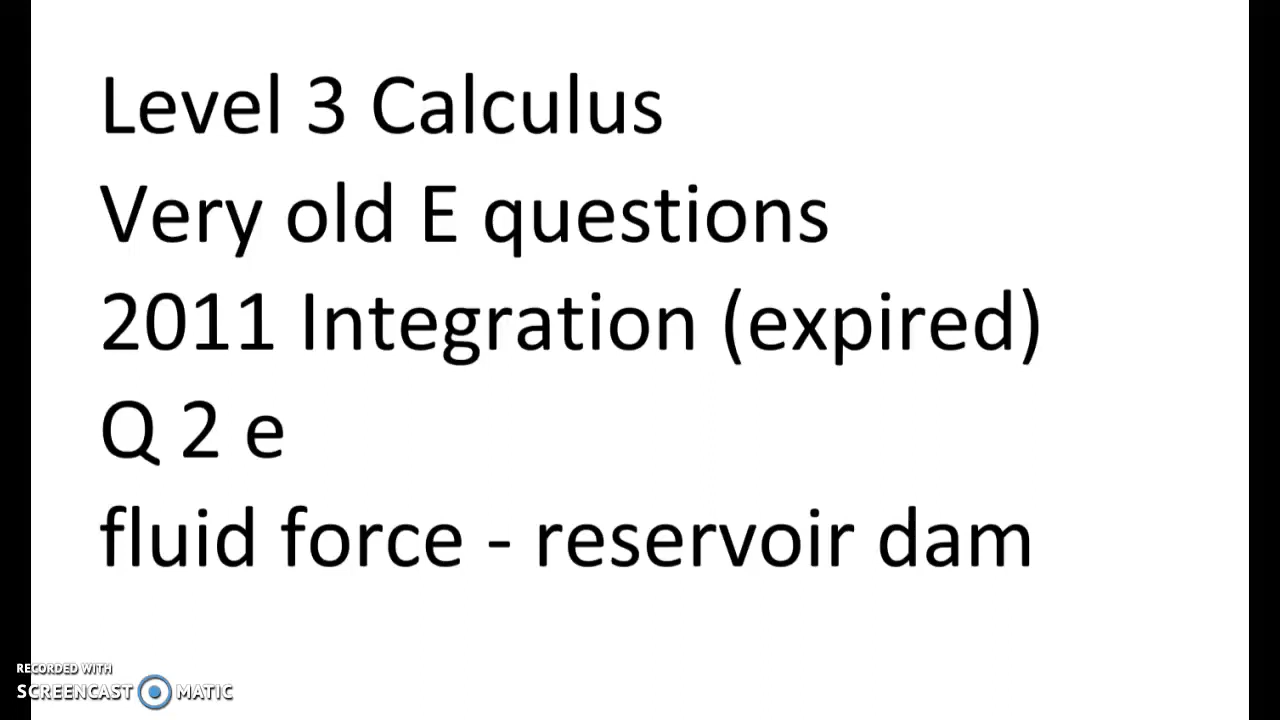 Level 3 Calculus
Very old E questions
2011 Integration (expired)
Q 2 e
fluid force - reservoir dam
RECORDED WITH
SCREENCAST MATIC